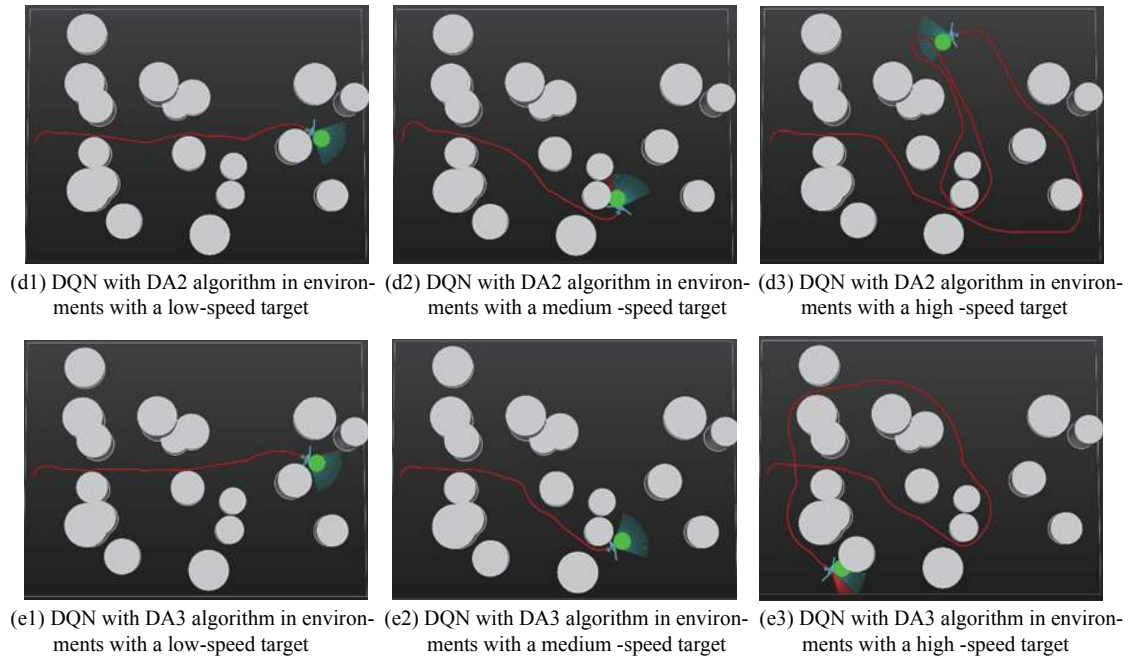 (d1) DQN with DA2 algorithm in environ-
ments with a low-speed target
(d2) DQN with DA2 algorithm in environ-
ments with a medium -speed target
(d3) DQN with DA2 algorithm in environ-
ments with a high -speed target
(e1) DQN with DA3 algorithm in environ-
ments with a low-speed target
(e2) DQN with DA3 algorithm in environ-
ments with a medium -speed target
(e3) DQN with DA3 algorithm in environ-
ments with a high -speed target